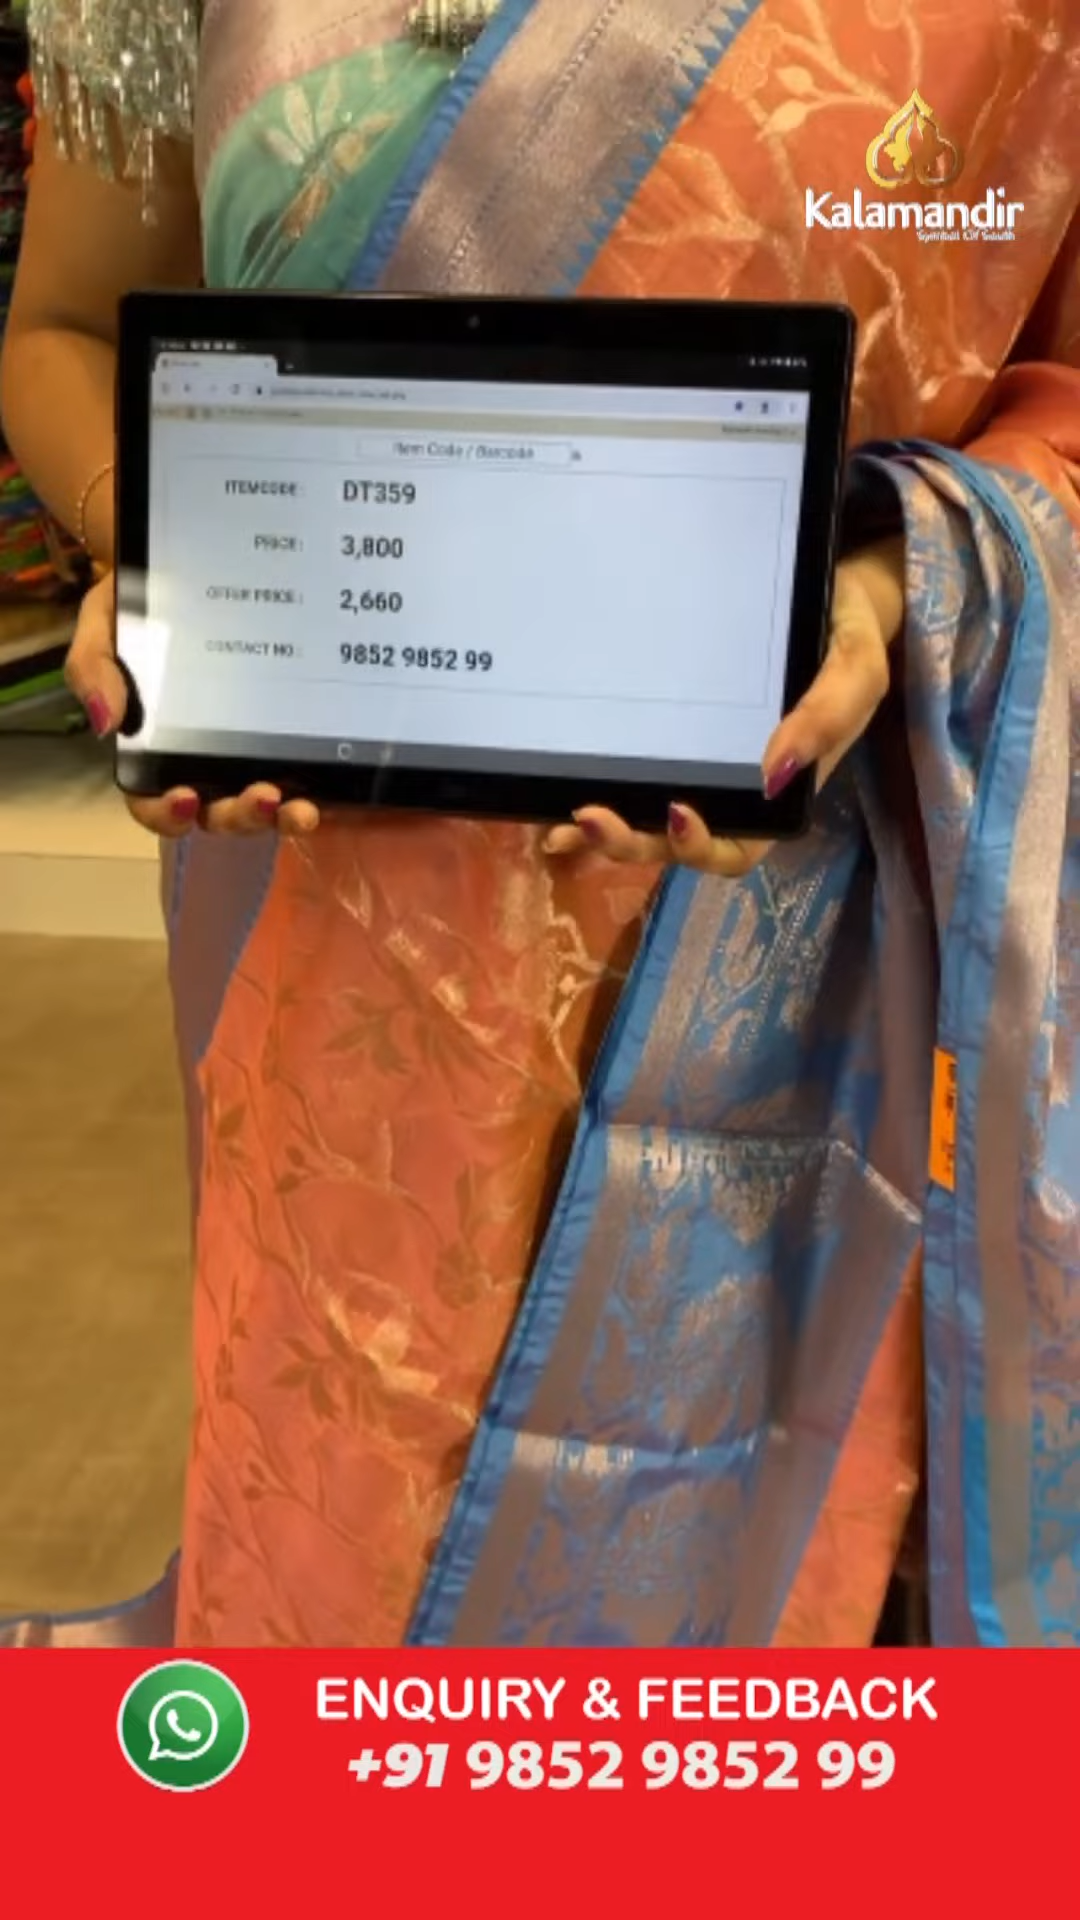 Kalamandir
Item Code / Barcode
ITEMCODE : DT359
PRICE : 3,800
OFFER PRICE : 2,660
CONTACT NO : 9852 9852 99
ENQUIRY & FEEDBACK
+91 9852 9852 99